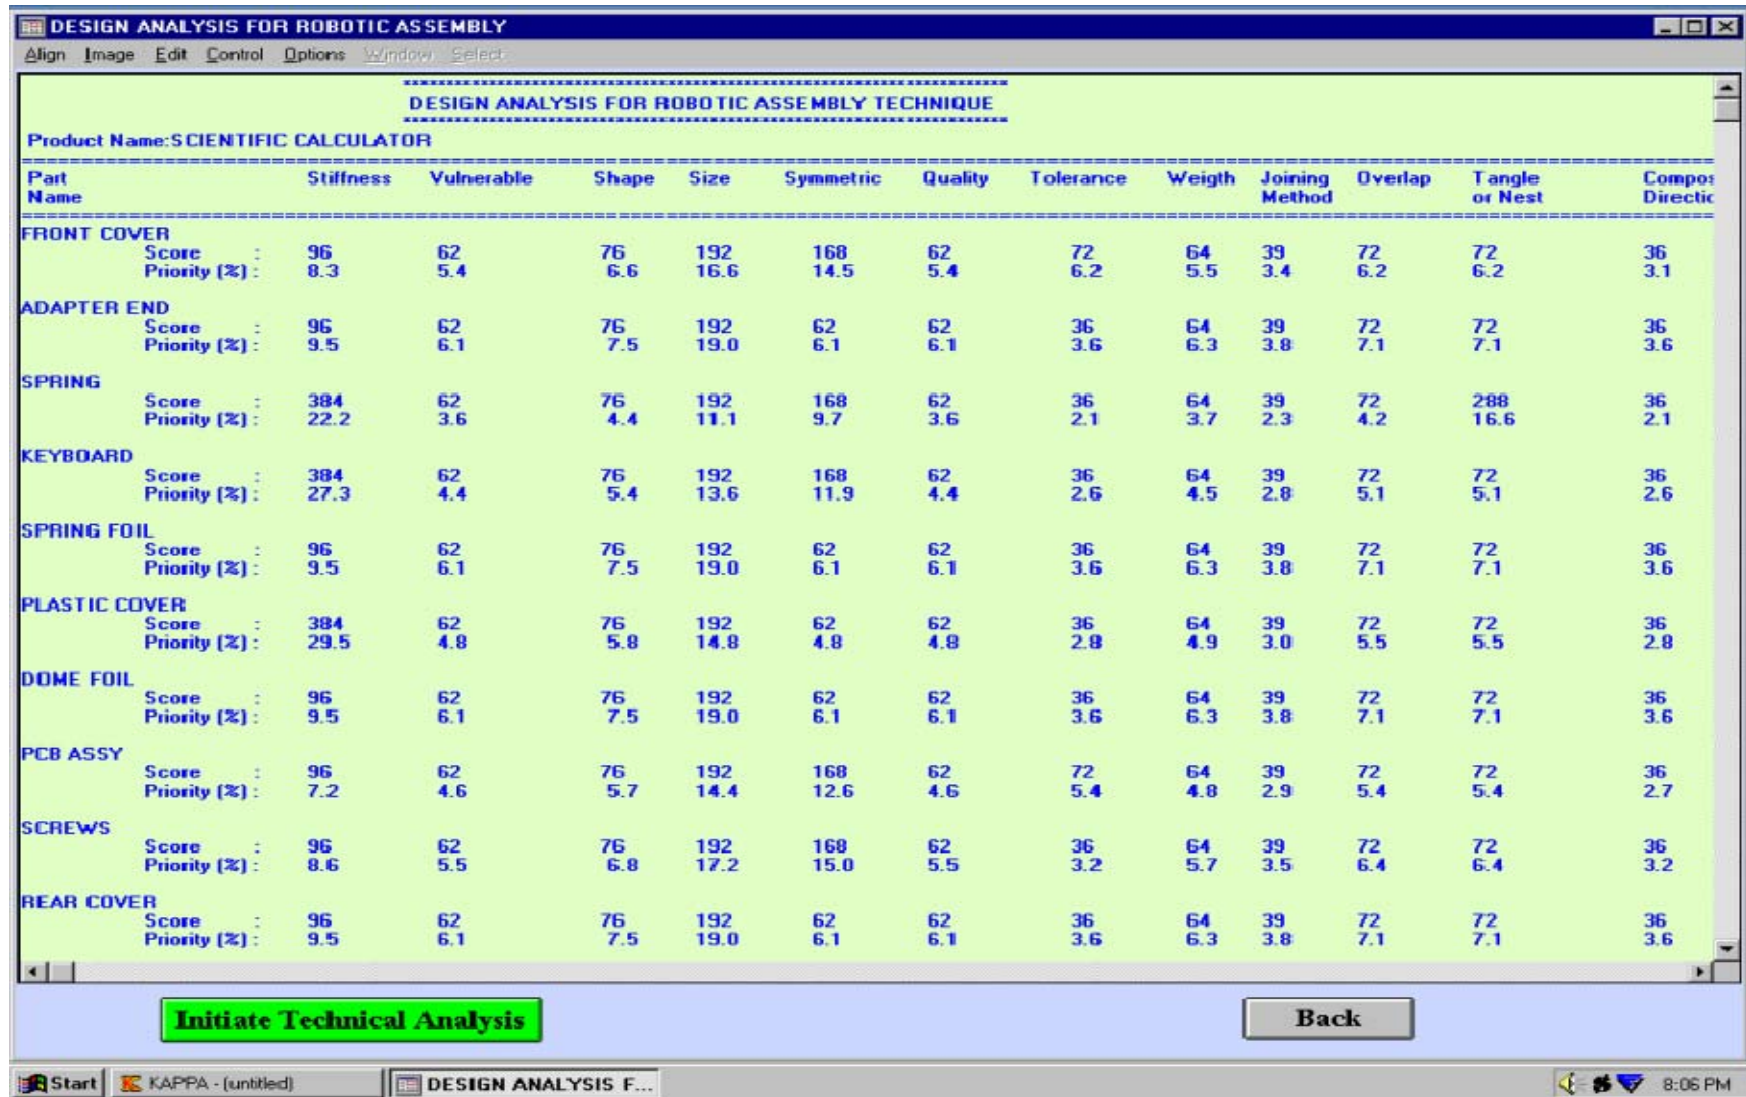 DESIGN ANALYSIS FOR ROBOTIC ASSEMBLY
Align Image Edit Control Options Window Select
DESIGN ANALYSIS FOR ROBOTIC ASSEMBLY TECHNIQUE
Product Name:SCIENTIFIC CALCULATOR
Part Stiffness Vulnerable Shape Size Symmetric Quality Tolerance Weigth Joining Overlap Tangle Compos
Name Method or Nest Directic
FRONT COVER
Score : 96 62 76 192 168 62 72 64 39 72 72 36
Priority (%) : 8.3 5.4 6.6 16.6 14.5 5.4 6.2 5.5 3.4 6.2 6.2 3.1
ADAPTER END
Score : 96 62 76 192 62 62 36 64 39 72 72 36
Priority (%) : 9.5 6.1 7.5 19.0 6.1 6.1 3.6 6.3 3.8 7.1 7.1 3.6
SPRING
Score : 384 62 76 192 168 62 36 64 39 72 288 36
Priority (%) : 22.2 3.6 4.4 11.1 9.7 3.6 2.1 3.7 2.3 4.2 16.6 2.1
KEYBOARD
Score : 384 62 76 192 168 62 36 64 39 72 72 36
Priority (%) : 27.3 4.4 5.4 13.6 11.9 4.4 2.6 4.5 2.8 5.1 5.1 2.6
SPRING FOIL
Score : 96 62 76 192 62 62 36 64 39 72 72 36
Priority (%) : 9.5 6.1 7.5 19.0 6.1 6.1 3.6 6.3 3.8 7.1 7.1 3.6
PLASTIC COVER
Score : 384 62 76 192 62 62 36 64 39 72 72 36
Priority (%) : 29.5 4.8 5.8 14.8 4.8 4.8 2.8 4.9 3.0 5.5 5.5 2.8
DOME FOIL
Score : 96 62 76 192 62 62 36 64 39 72 72 36
Priority (%) : 9.5 6.1 7.5 19.0 6.1 6.1 3.6 6.3 3.8 7.1 7.1 3.6
PCB ASSY
Score : 96 62 76 192 168 62 72 64 39 72 72 36
Priority (%) : 7.2 4.6 5.7 14.4 12.6 4.6 5.4 4.8 2.9 5.4 5.4 2.7
SCREWS
Score : 96 62 76 192 168 62 36 64 39 72 72 36
Priority (%) : 8.6 5.5 6.8 17.2 15.0 5.5 3.2 5.7 3.5 6.4 6.4 3.2
REAR COVER
Score : 96 62 76 192 62 62 36 64 39 72 72 36
Priority (%) : 9.5 6.1 7.5 19.0 6.1 6.1 3.6 6.3 3.8 7.1 7.1 3.6
Initiate Technical Analysis Back
Start KAPPA - (untitled) DESIGN ANALYSIS F... 8:06 PM